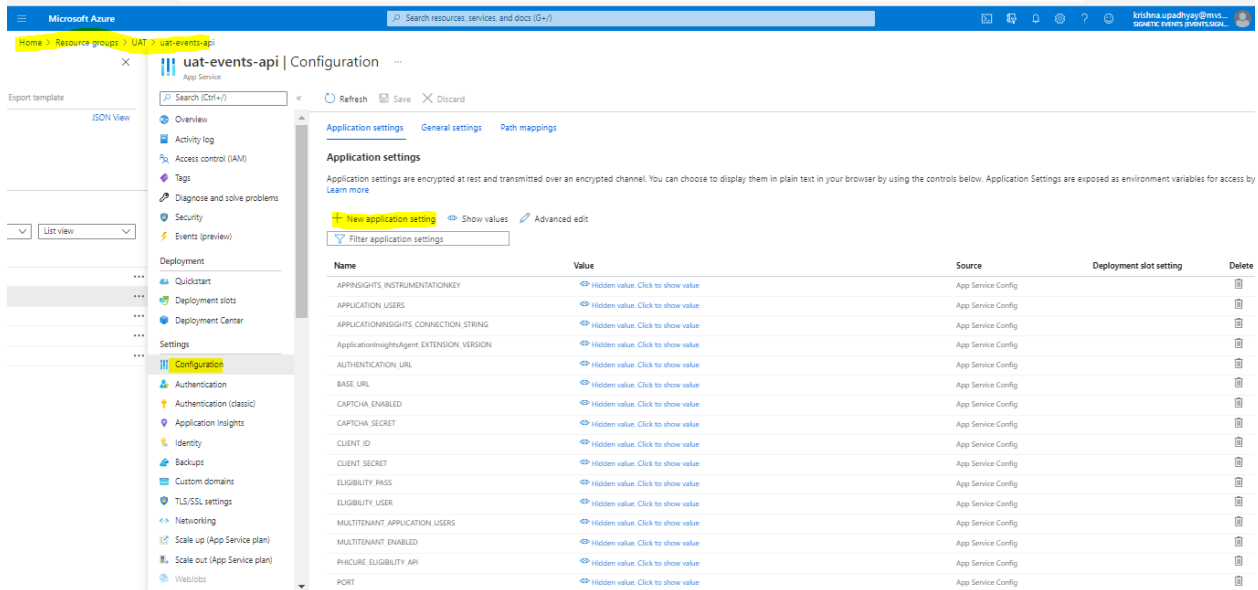 Microsoft Azure
Search resources, services, and docs (G+/)
krishna.upadhyay@mvs...
SIGNETIC EVENTS (EVENTS.SIGN...
Home > Resource groups > UAT > uat-events-api
uat-events-api | Configuration ...
App Service
Export template
JSON View
List view
Search (Ctrl+/)
Overview
Activity log
Access control (IAM)
Tags
Diagnose and solve problems
Security
Events (preview)
Deployment
Quickstart
Deployment slots
Deployment Center
Settings
Configuration
Authentication
Authentication (classic)
Application Insights
Identity
Backups
Custom domains
TLS/SSL settings
Networking
Scale up (App Service plan)
Scale out (App Service plan)
WebJobs
Refresh Save Discard
Application settings General settings Path mappings
Application settings
Application settings are encrypted at rest and transmitted over an encrypted channel. You can choose to display them in plain text in your browser by using the controls below. Application Settings are exposed as environment variables for access by
Learn more
New application setting Show values Advanced edit
Filter application settings
Name Value Source Deployment slot setting Delete
APPINSIGHTS_INSTRUMENTATIONKEY Hidden value. Click to show value App Service Config
APPLICATION_USERS Hidden value. Click to show value App Service Config
APPLICATIONINSIGHTS_CONNECTION_STRING Hidden value. Click to show value App Service Config
ApplicationInsightsAgent_EXTENSION_VERSION Hidden value. Click to show value App Service Config
AUTHENTICATION_URL Hidden value. Click to show value App Service Config
BASE_URL Hidden value. Click to show value App Service Config
CAPTCHA_ENABLED Hidden value. Click to show value App Service Config
CAPTCHA_SECRET Hidden value. Click to show value App Service Config
CLIENT_ID Hidden value. Click to show value App Service Config
CLIENT_SECRET Hidden value. Click to show value App Service Config
ELIGIBILITY_PASS Hidden value. Click to show value App Service Config
ELIGIBILITY_USER Hidden value. Click to show value App Service Config
MULTITENANT_APPLICATION_USERS Hidden value. Click to show value App Service Config
MULTITENANT_ENABLED Hidden value. Click to show value App Service Config
PHICURE_ELIGIBILITY_API Hidden value. Click to show value App Service Config
PORT Hidden value. Click to show value App Service Config